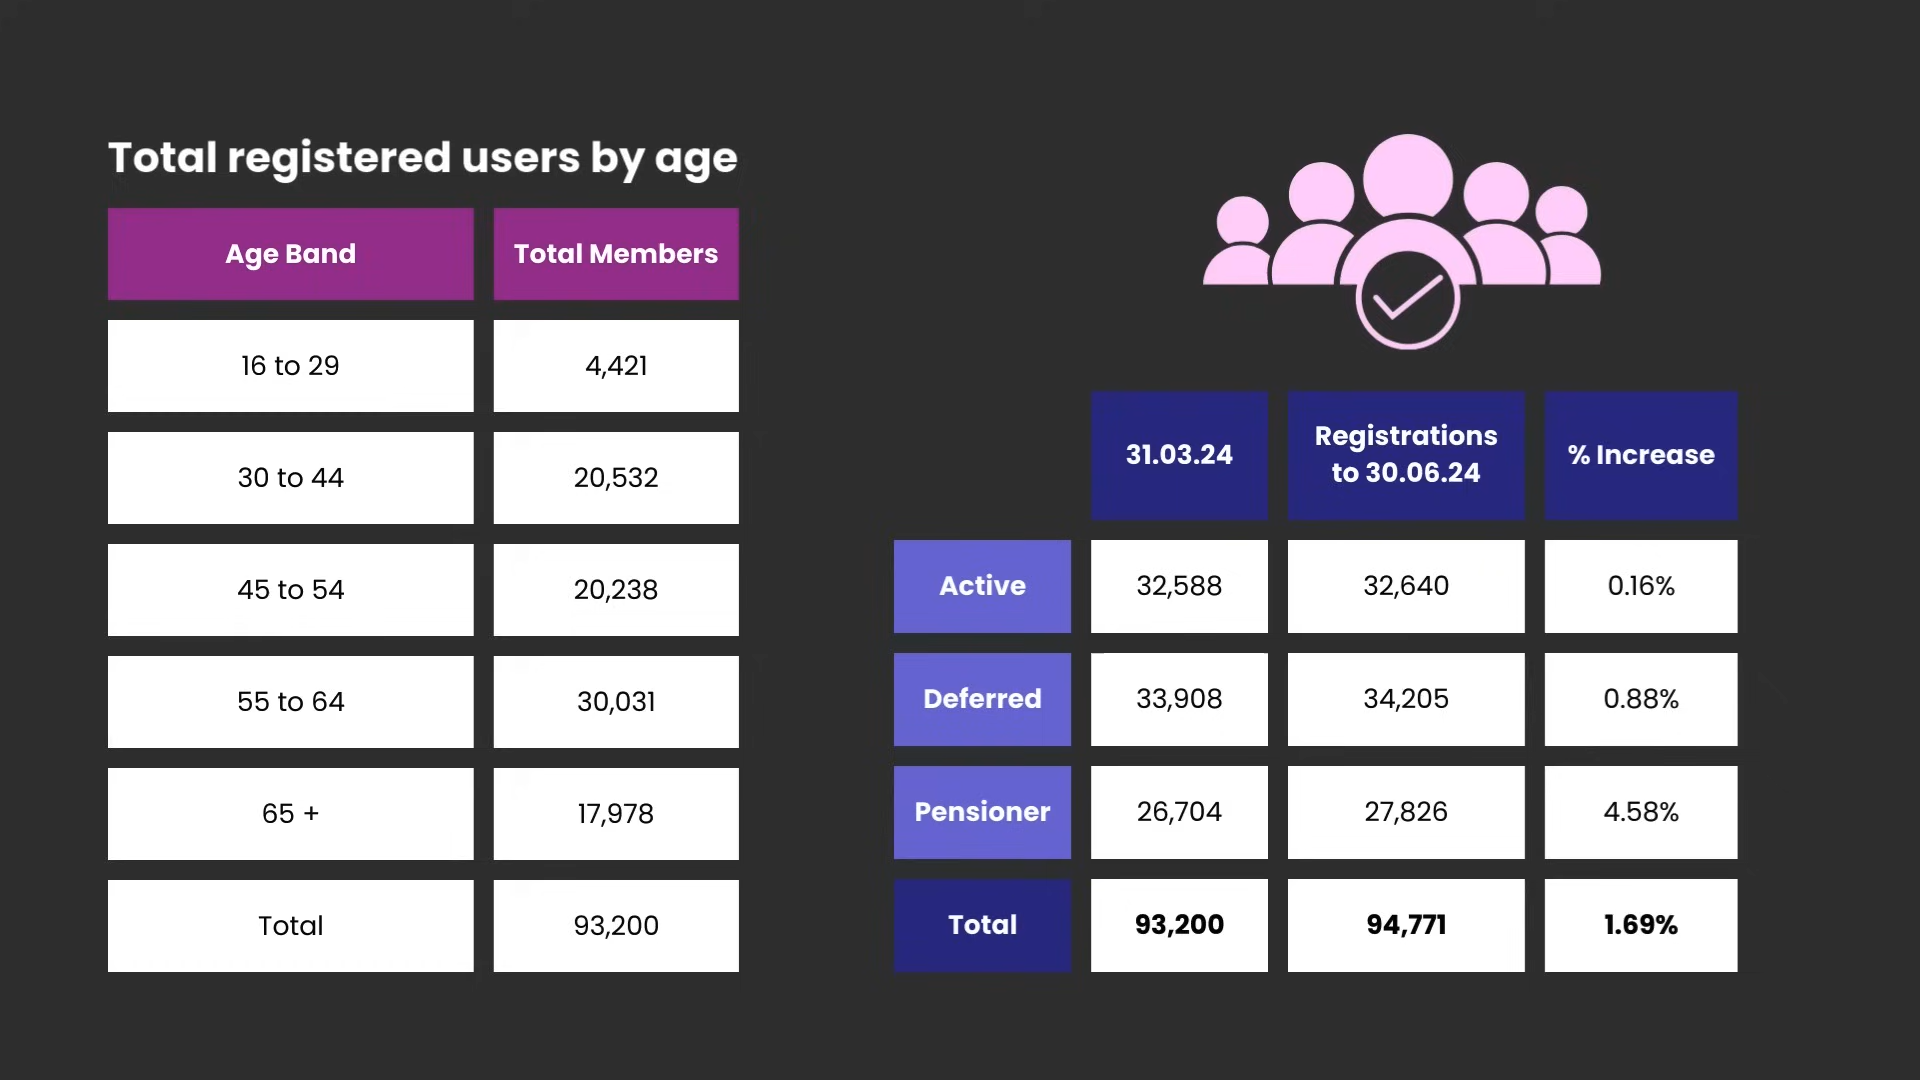 Total registered users by age
Age Band Total Members
16 to 29 4,421
30 to 44 20,532
45 to 54 20,238
55 to 64 30,031
65 + 17,978
Total 93,200
31.03.24 Registrations to 30.06.24 % Increase
Active 32,588 32,640 0.16%
Deferred 33,908 34,205 0.88%
Pensioner 26,704 27,826 4.58%
Total 93,200 94,771 1.69%